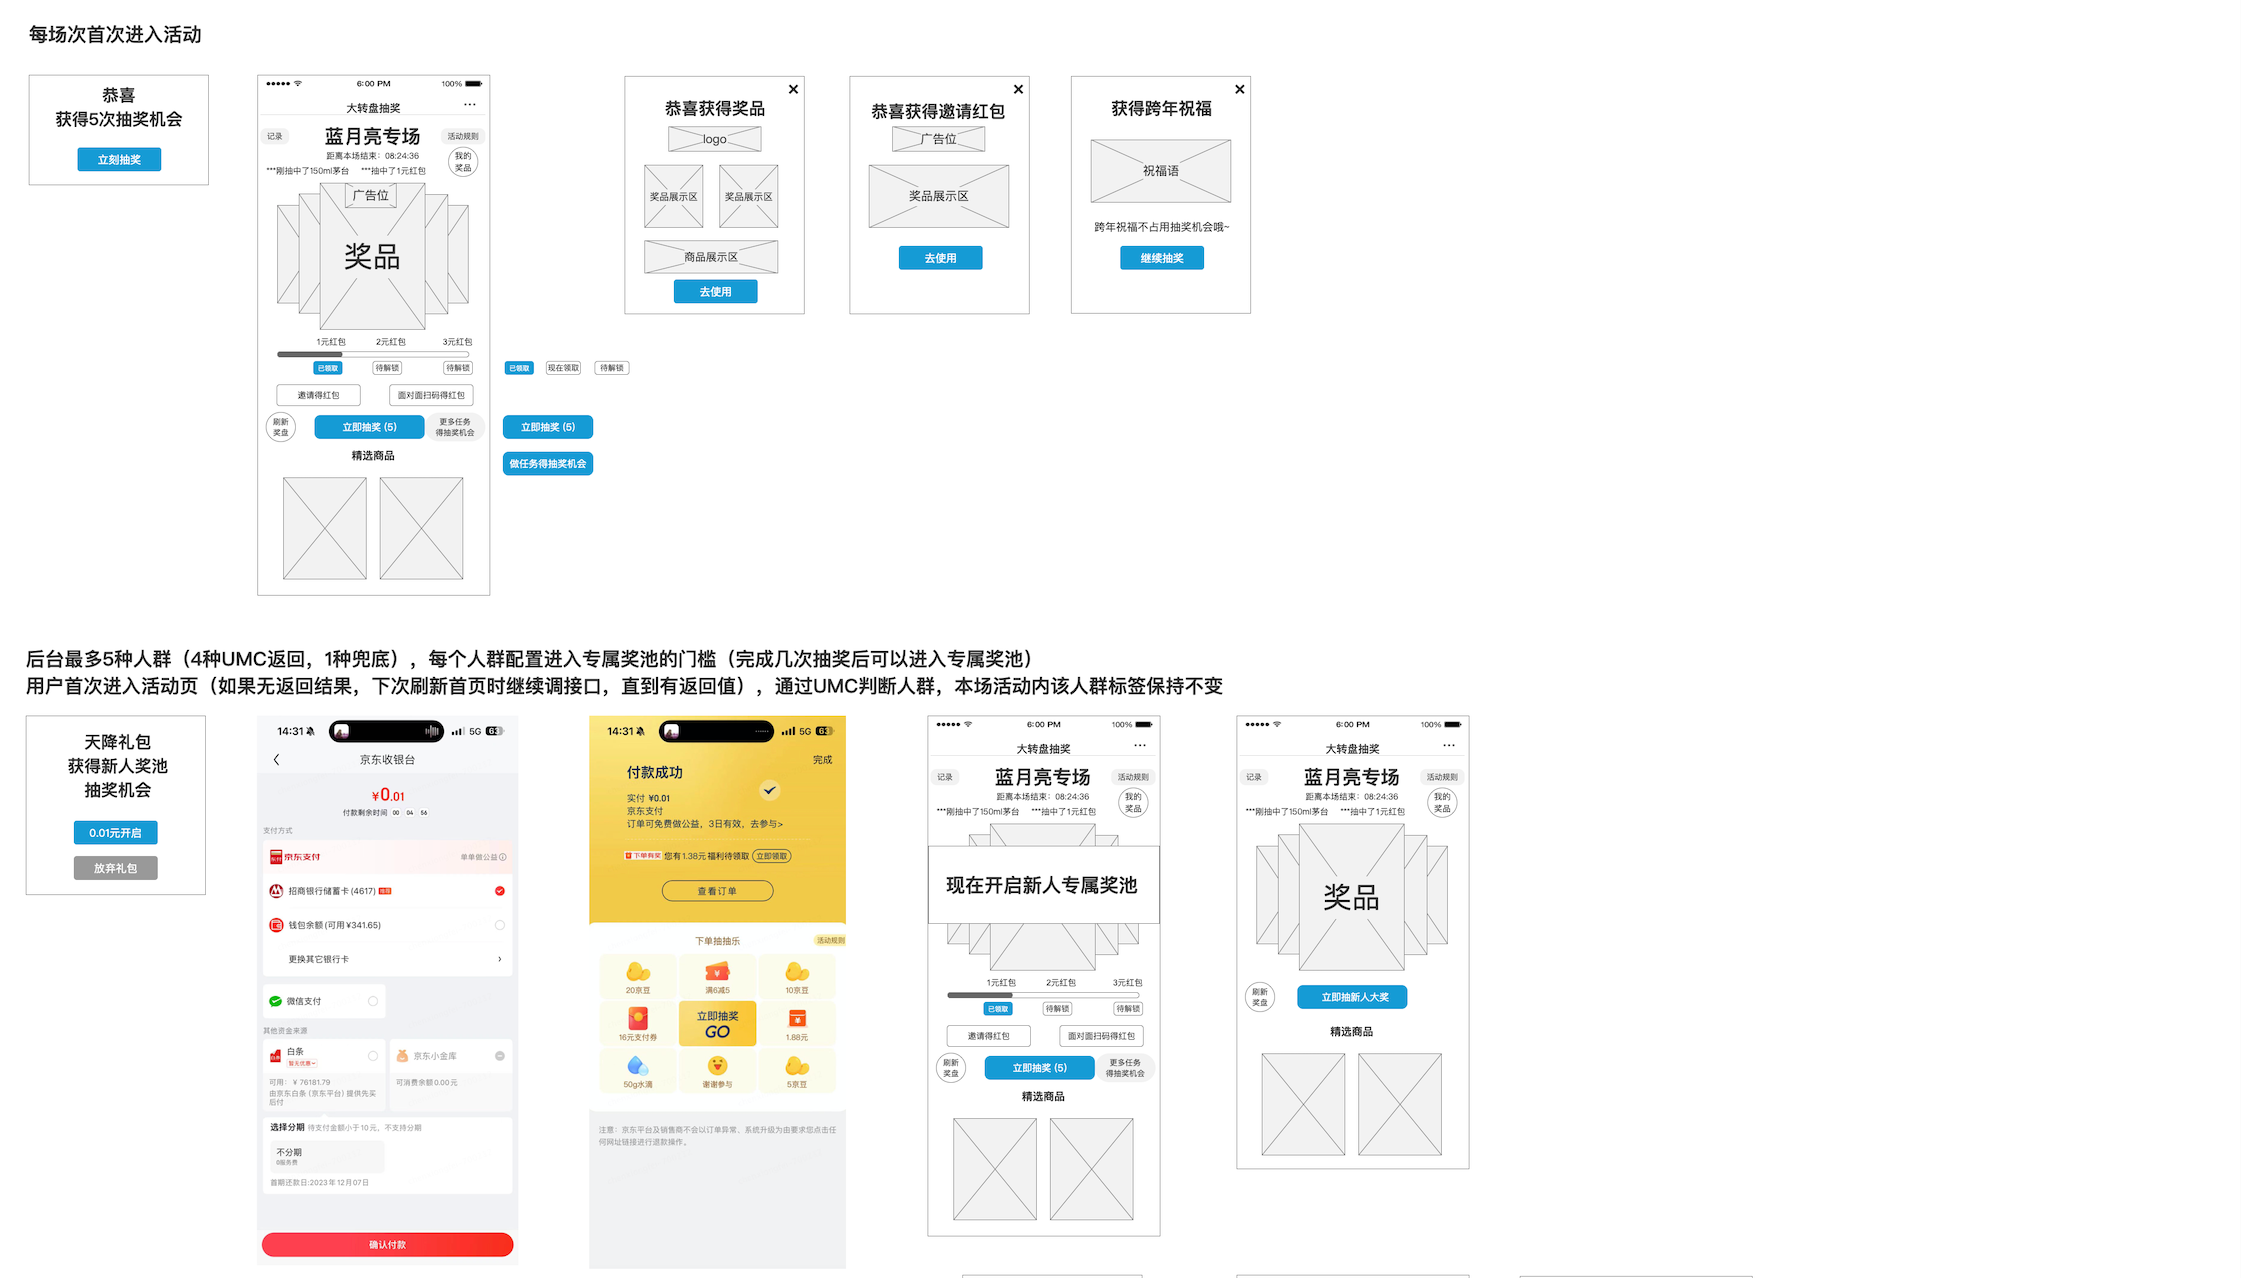 每场次首次进入活动
恭喜
获得5次抽奖机会
立刻抽奖
6:00 PM
100%
大转盘抽奖
记录
蓝月亮专场
活动规则
距离本场结束：08:24:36
我的
奖品
***刚抽中了150ml茅台 ***抽中了1元红包
广告位
奖品
1元红包 2元红包 3元红包
已领取 待解锁 待解锁
邀请得红包 面对面扫码得红包
刷新
奖盘
立即抽奖 (5)
更多任务
得抽奖机会
精选商品
已领取 现在领取 待解锁
立即抽奖 (5)
做任务得抽奖机会
恭喜获得奖品
logo
奖品展示区 奖品展示区
商品展示区
去使用
恭喜获得邀请红包
广告位
奖品展示区
去使用
获得跨年祝福
祝福语
跨年祝福不占用抽奖机会哦~
继续抽奖
后台最多5种人群（4种UMC返回，1种兜底），每个人群配置进入专属奖池的门槛（完成几次抽奖后可以进入专属奖池）
用户首次进入活动页（如果无返回结果，下次刷新首页时继续调接口，直到有返回值），通过UMC判断人群，本场活动内该人群标签保持不变
天降礼包
获得新人奖池
抽奖机会
0.01元开启
放弃礼包
14:31
5G 63
京东收银台
¥0.01
付款剩余时间 00 04 56
支付方式
京东支付
单单做公益
招商银行储蓄卡 (4617)
钱包余额 (可用 ¥341.65)
更换其它银行卡
微信支付
其他资金来源
白条
暂无优惠
可用：¥ 76181.79
由京东白条 (京东平台) 提供先买
后付
京东小金库
可消费余额 0.00 元
选择分期 待支付金额小于10元，不支持分期
不分期
0服务费
首期还款日:2023年12月07日
确认付款
14:31
5G 63
完成
付款成功
实付 ¥0.01
京东支付
订单可免费做公益，3日有效，去参与>
下单有奖 您有1.38元福利待领取 立即领取
查看订单
下单抽抽乐
活动规则
20京豆 满6减5 10京豆
16元支付券
立即抽奖
GO
1.88元
50g水滴 谢谢参与 5京豆
注意：京东平台及销售商不会以订单异常、系统升级为由要求您点击任
何网址链接进行退款操作。
6:00 PM
100%
大转盘抽奖
记录
蓝月亮专场
活动规则
距离本场结束：08:24:36
我的
奖品
***刚抽中了150ml茅台 ***抽中了1元红包
现在开启新人专属奖池
1元红包 2元红包 3元红包
已领取 待解锁 待解锁
邀请得红包 面对面扫码得红包
刷新
奖盘
立即抽奖 (5)
更多任务
得抽奖机会
精选商品
6:00 PM
100%
大转盘抽奖
记录
蓝月亮专场
活动规则
距离本场结束：08:24:36
我的
奖品
***刚抽中了150ml茅台 ***抽中了1元红包
奖品
刷新
奖盘
立即抽新人大奖
精选商品